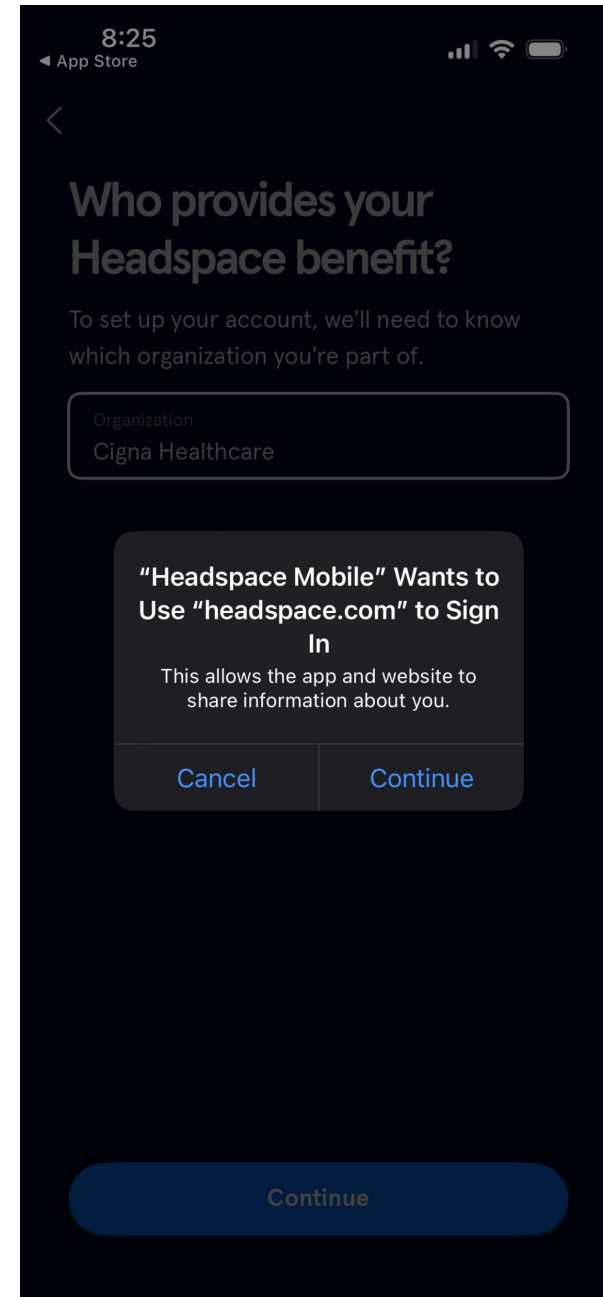 8:25
◀ App Store
Who provides your
Headspace benefit?
To set up your account, we'll need to know
which organization you're part of.
Organization
Cigna Healthcare
“Headspace Mobile” Wants to
Use “headspace.com” to Sign
In
This allows the app and website to
share information about you.
Cancel
Continue
Continue